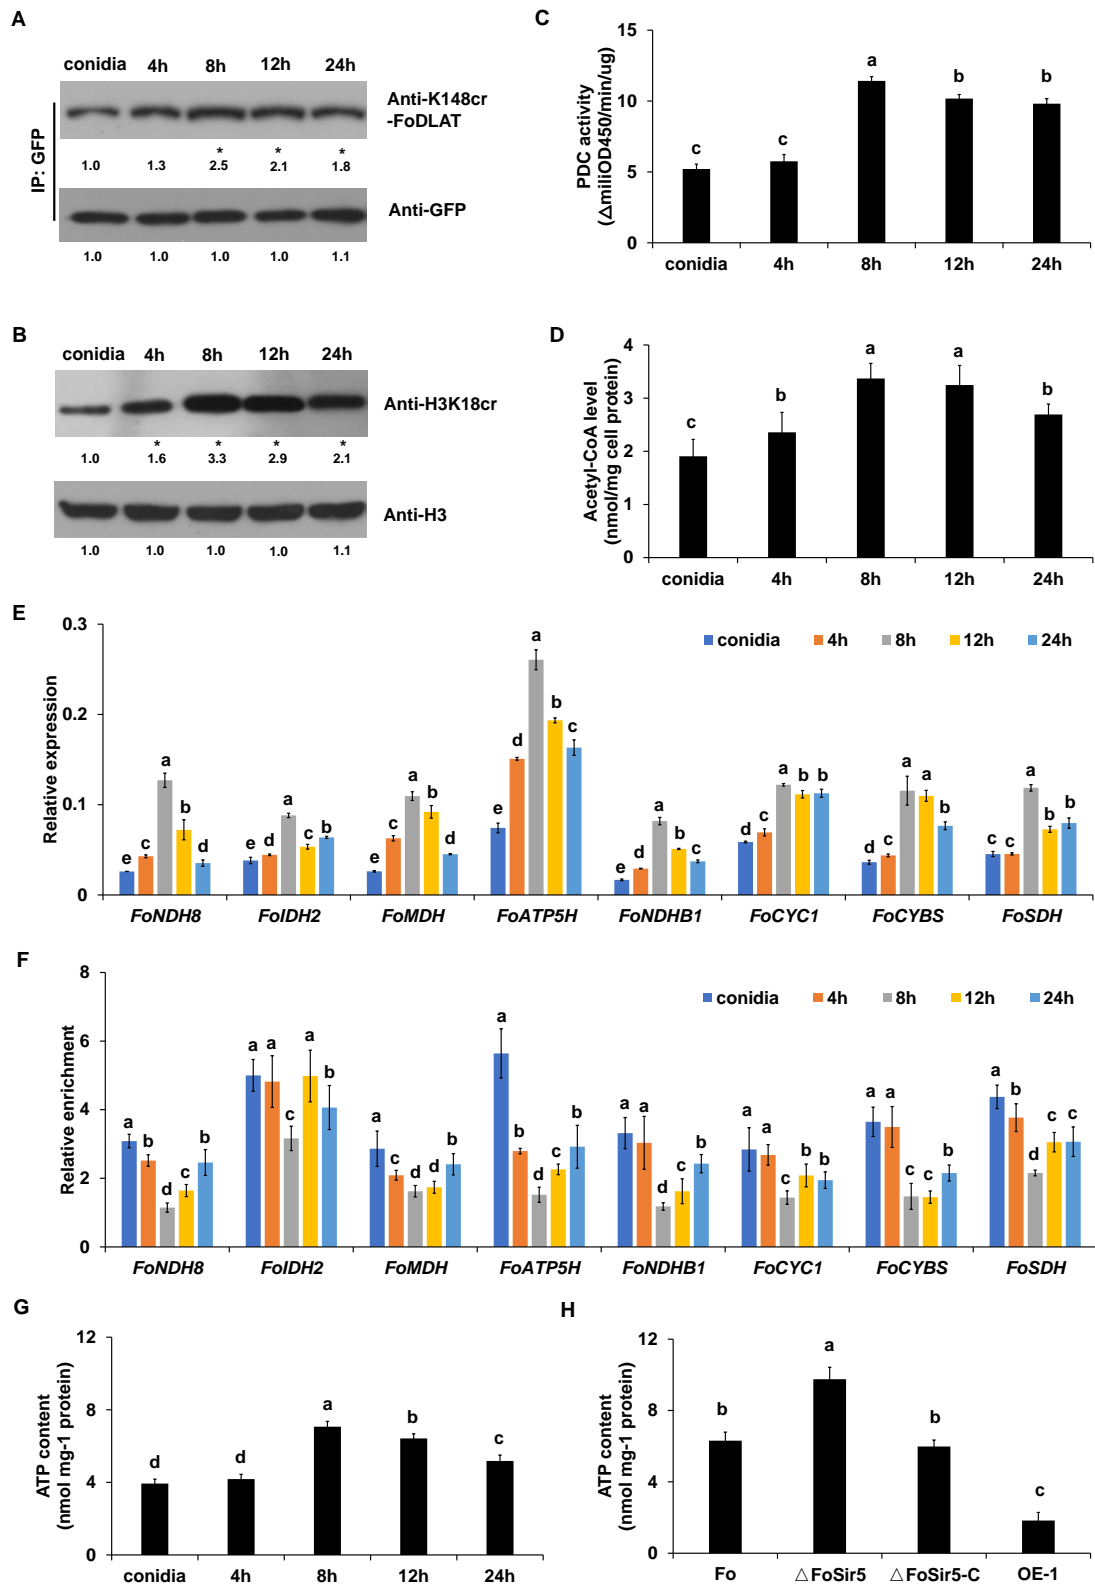 A
conidia 4h 8h 12h 24h
Anti-K148cr
-FoDLAT
* * *
1.0 1.3 2.5 2.1 1.8
IP: GFP
Anti-GFP
1.0 1.0 1.0 1.0 1.1
B
conidia 4h 8h 12h 24h
Anti-H3K18cr
* * * *
1.0 1.6 3.3 2.9 2.1
Anti-H3
1.0 1.0 1.0 1.0 1.1
C
PDC activity
(△miliOD450/min/ug)
15
10
5
0
c c a b b
conidia 4h 8h 12h 24h
D
Acetyl-CoA level
(nmol/mg cell protein)
4
3
2
1
0
c b a a b
conidia 4h 8h 12h 24h
E
Relative expression
0.3
0.2
0.1
0
conidia 4h 8h 12h 24h
e c a b d
e d a c b
e c a b d
e d a b c
e d a b c
d c a b b
d c a a b
c c a b b
FoNDH8 FoIDH2 FoMDH FoATP5H FoNDHB1 FoCYC1 FoCYBS FoSDH
F
Relative enrichment
8
6
4
2
0
conidia 4h 8h 12h 24h
a b d c b
a a c a b
a c d d b
a b d c b
a a d c b
a a c b b
a a c c b
a b d c c
FoNDH8 FoIDH2 FoMDH FoATP5H FoNDHB1 FoCYC1 FoCYBS FoSDH
G
ATP content
(nmol mg-1 protein)
12
8
4
0
d d a b c
conidia 4h 8h 12h 24h
H
ATP content
(nmol mg-1 protein)
12
8
4
0
b a b c
Fo △FoSir5 △FoSir5-C OE-1